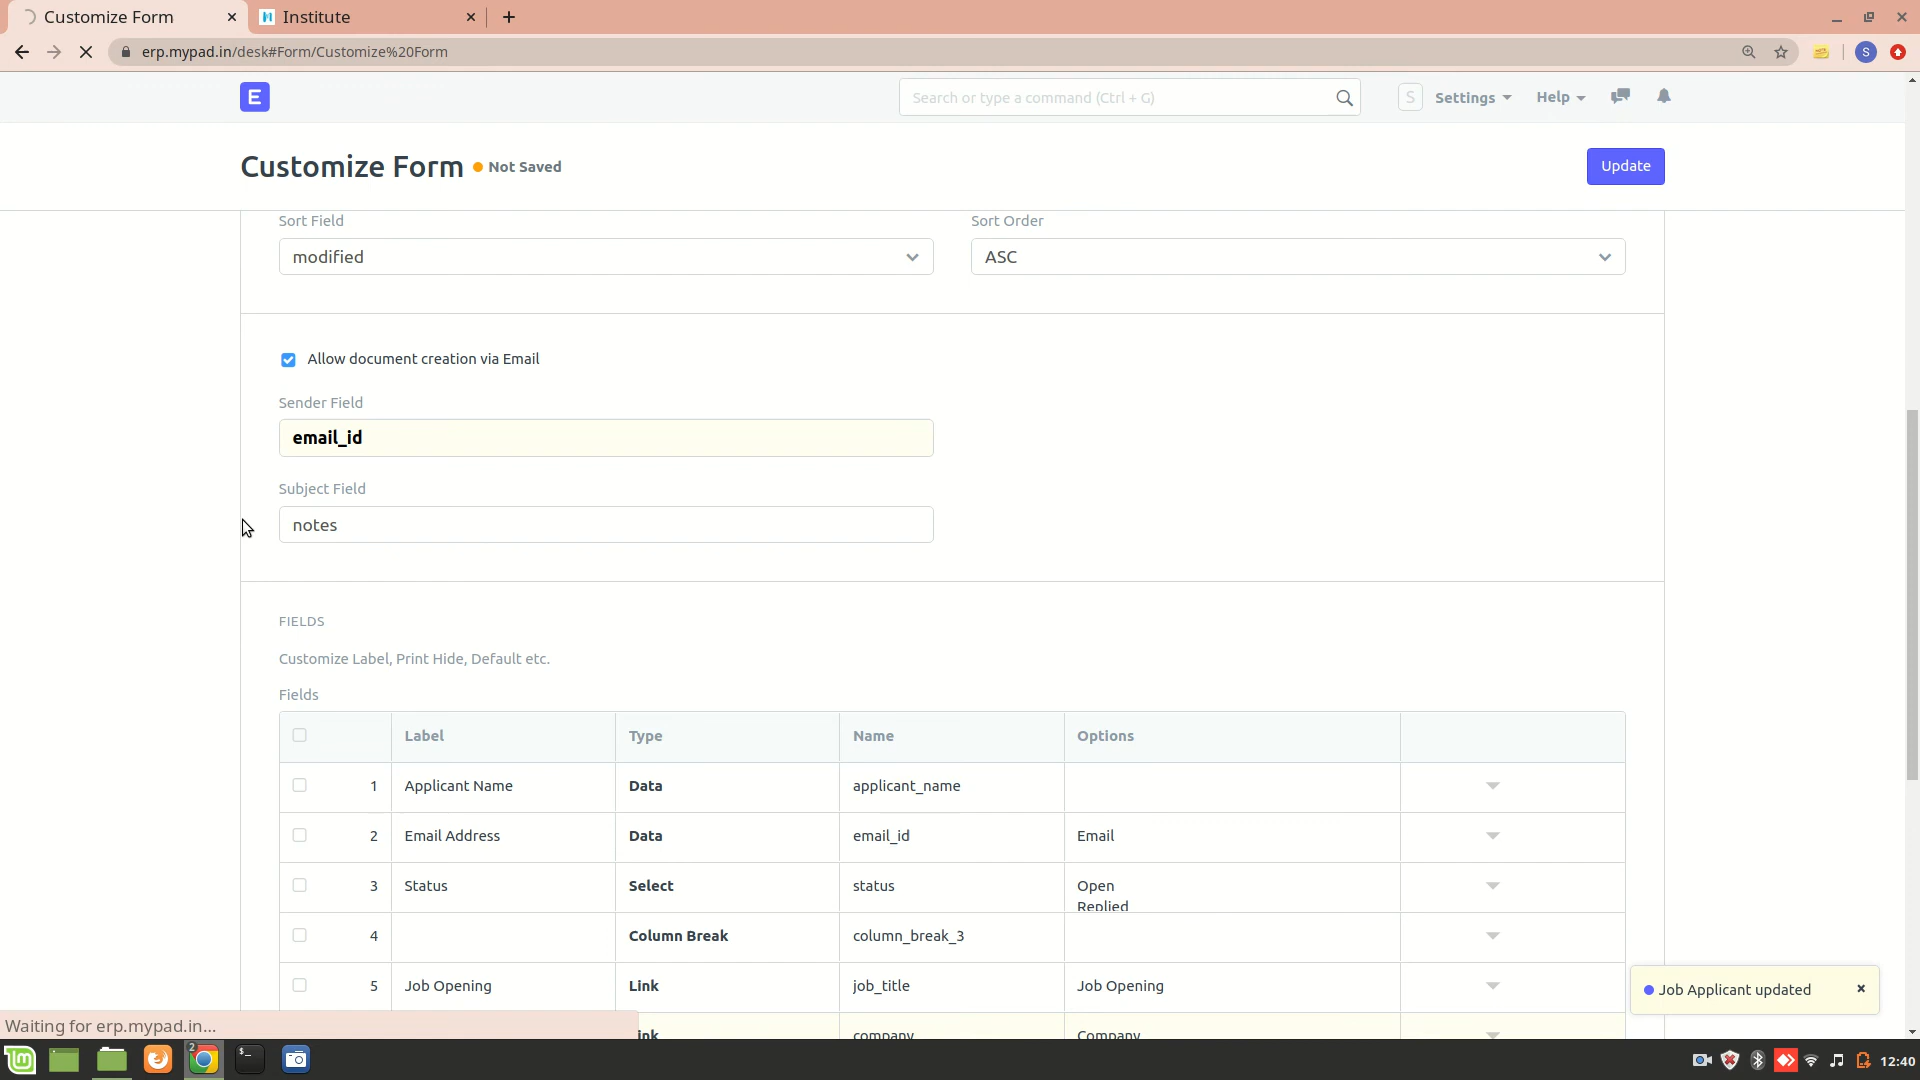 Customize Form
Institute
erp.mypad.in/desk#Form/Customize%20Form
S
E
Search or type a command (Ctrl + G)
S
Settings
Help
Customize Form
Not Saved
Update
Sort Field
Sort Order
modified
ASC
Allow document creation via Email
Sender Field
email_id
Subject Field
notes
FIELDS
Customize Label, Print Hide, Default etc.
Fields
Label Type Name Options
1 Applicant Name Data applicant_name
2 Email Address Data email_id Email
3 Status Select status Open
Replied
4 Column Break column_break_3
5 Job Opening Link job_title Job Opening
Job Applicant updated
Waiting for erp.mypad.in...
ink company Company
2
12:40